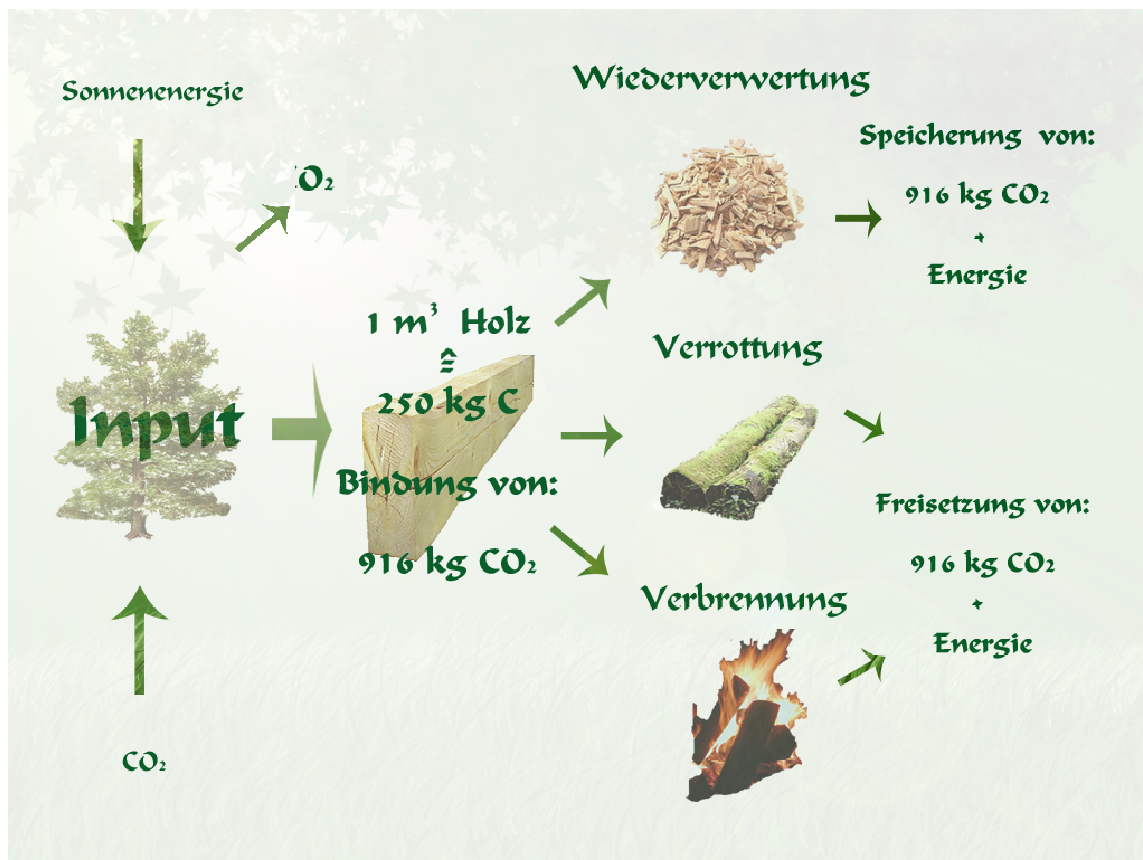 Sonnenenergie
O₂
Input
CO₂
1 m³ Holz
≙
250 kg C
Bindung von:
916 kg CO₂
Wiederverwertung
Speicherung von:
916 kg CO₂
+
Energie
Verrottung
Verbrennung
Freisetzung von:
916 kg CO₂
+
Energie